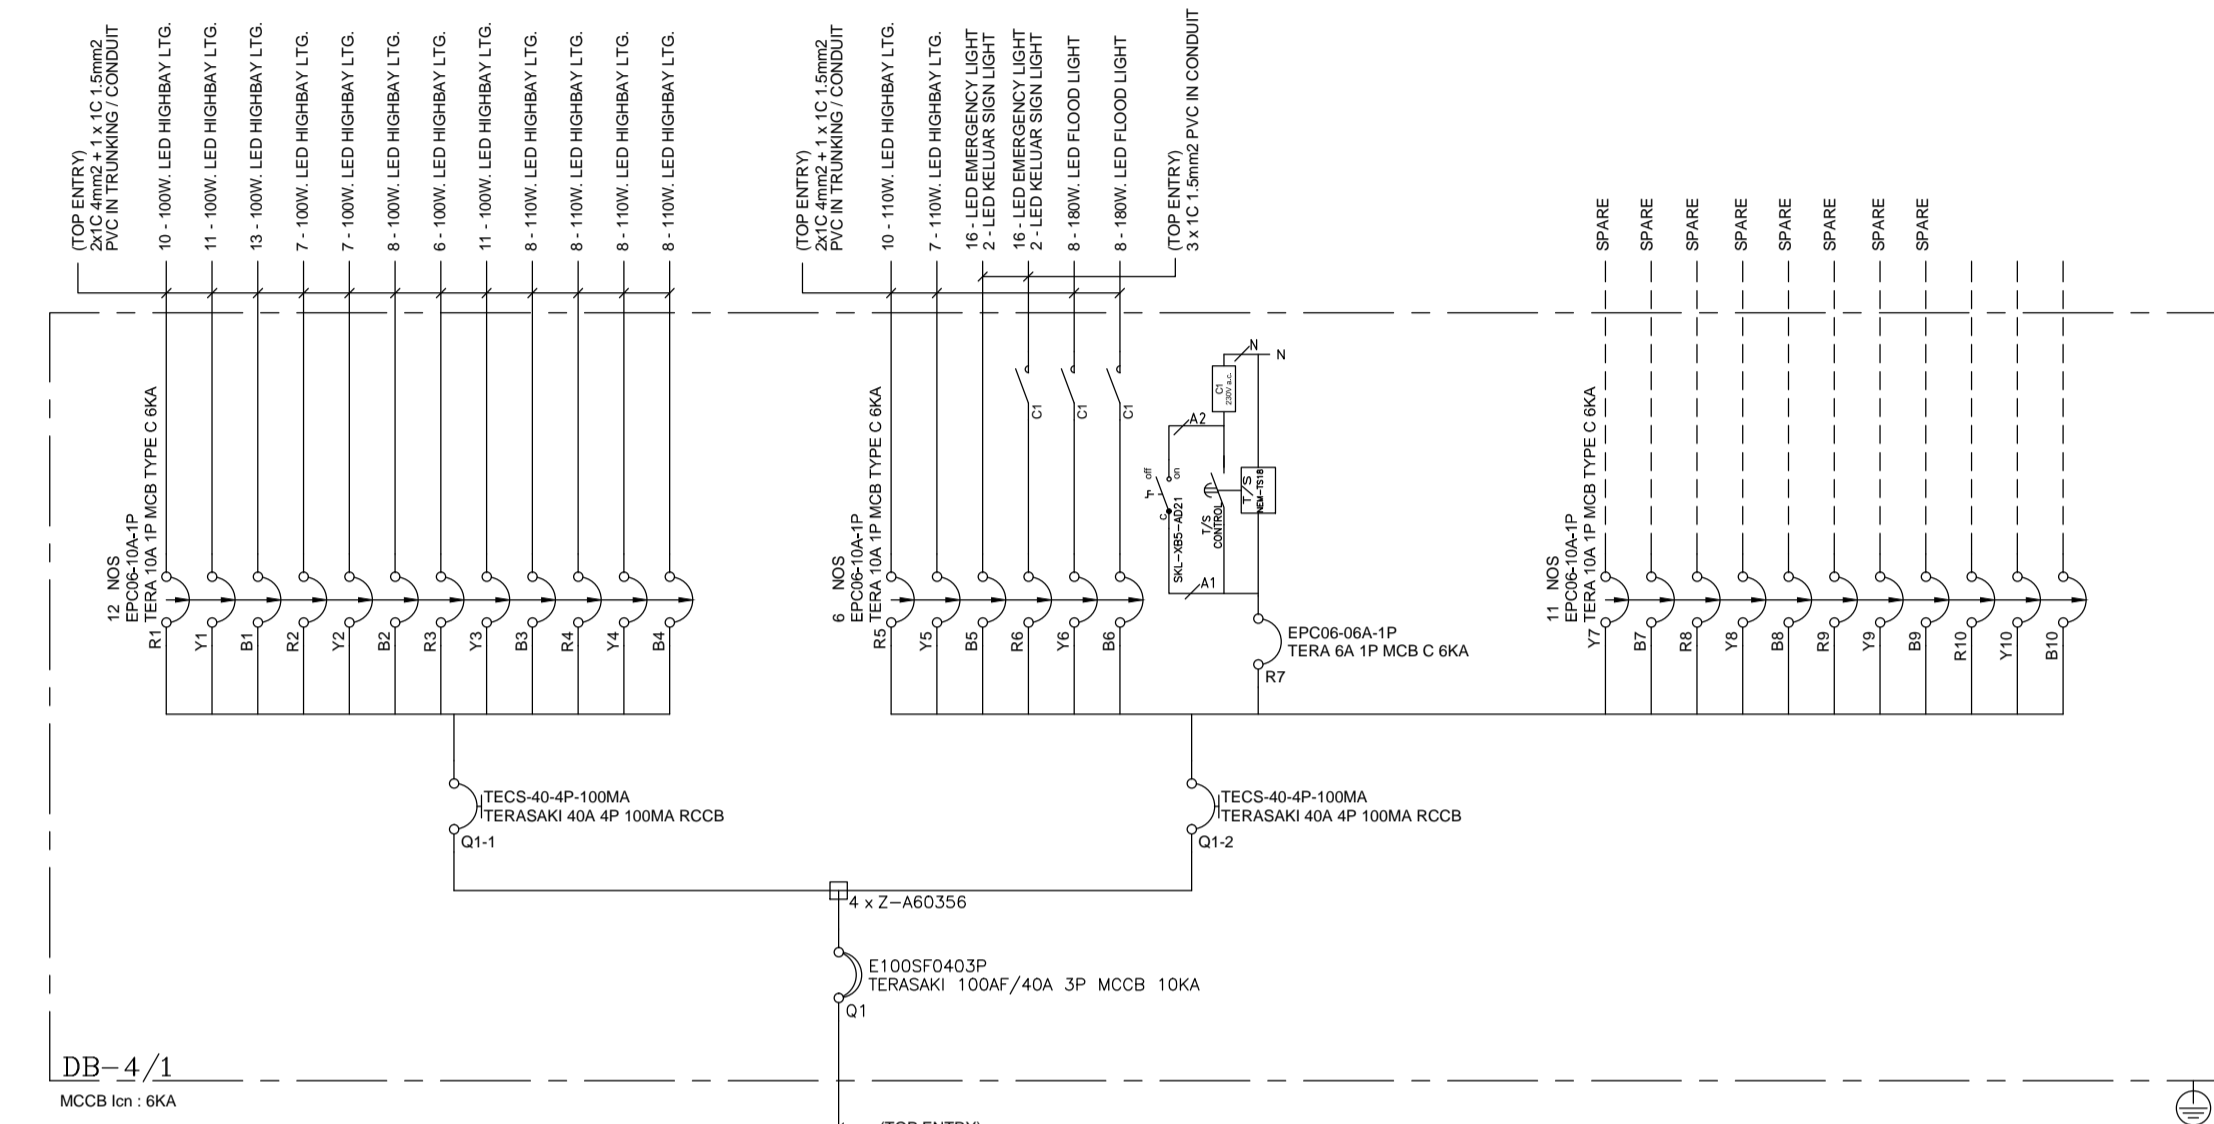 (TOP ENTRY)
2x1C 4mm2 + 1 x 1C 1.5mm2
PVC IN TRUNKING / CONDUIT
10 - 100W. LED HIGHBAY LTG.
11 - 100W. LED HIGHBAY LTG.
13 - 100W. LED HIGHBAY LTG.
7 - 100W. LED HIGHBAY LTG.
7 - 100W. LED HIGHBAY LTG.
8 - 100W. LED HIGHBAY LTG.
6 - 100W. LED HIGHBAY LTG.
11 - 100W. LED HIGHBAY LTG.
8 - 110W. LED HIGHBAY LTG.
8 - 110W. LED HIGHBAY LTG.
8 - 110W. LED HIGHBAY LTG.
8 - 110W. LED HIGHBAY LTG.
(TOP ENTRY)
2x1C 4mm2 + 1 x 1C 1.5mm2
PVC IN TRUNKING / CONDUIT
10 - 110W. LED HIGHBAY LTG.
7 - 110W. LED HIGHBAY LTG.
16 - LED EMERGENCY LIGHT
2 - LED KELUAR SIGN LIGHT
16 - LED EMERGENCY LIGHT
2 - LED KELUAR SIGN LIGHT
8 - 180W. LED FLOOD LIGHT
8 - 180W. LED FLOOD LIGHT
(TOP ENTRY)
3 x 1C 1.5mm2 PVC IN CONDUIT
SPARE
SPARE
SPARE
SPARE
SPARE
SPARE
SPARE
SPARE
12 NOS
EPC06-10A-1P
TERA 10A 1P MCB TYPE C 6KA
R1
Y1
B1
R2
Y2
B2
R3
Y3
B3
R4
Y4
B4
6 NOS
EPC06-10A-1P
TERA 10A 1P MCB TYPE C 6KA
R5
Y5
B5
R6
Y6
B6
C1
C1
C1
N
N
C1
230V a.c.
A2
off
on
C
SKL-XB5-AD21
T/S
CONTROL
T/S
NEM-TS18
A1
EPC06-06A-1P
TERA 6A 1P MCB C 6KA
R7
11 NOS
EPC06-10A-1P
TERA 10A 1P MCB TYPE C 6KA
Y7
B7
R8
Y8
B8
R9
Y9
B9
R10
Y10
B10
TECS-40-4P-100MA
TERASAKI 40A 4P 100MA RCCB
Q1-1
TECS-40-4P-100MA
TERASAKI 40A 4P 100MA RCCB
Q1-2
4 x Z-A60356
E100SF0403P
TERASAKI 100AF/40A 3P MCCB 10KA
Q1
DB-4/1
MCCB Icn : 6KA
(TOP ENTRY)